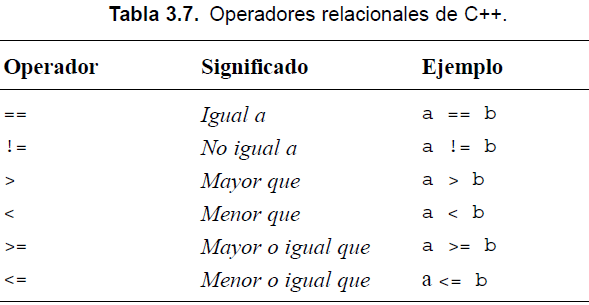 Tabla 3.7. Operadores relacionales de C++.
Operador Significado Ejemplo
== Igual a a == b
!= No igual a a != b
> Mayor que a > b
< Menor que a < b
>= Mayor o igual que a >= b
<= Menor o igual que a <= b